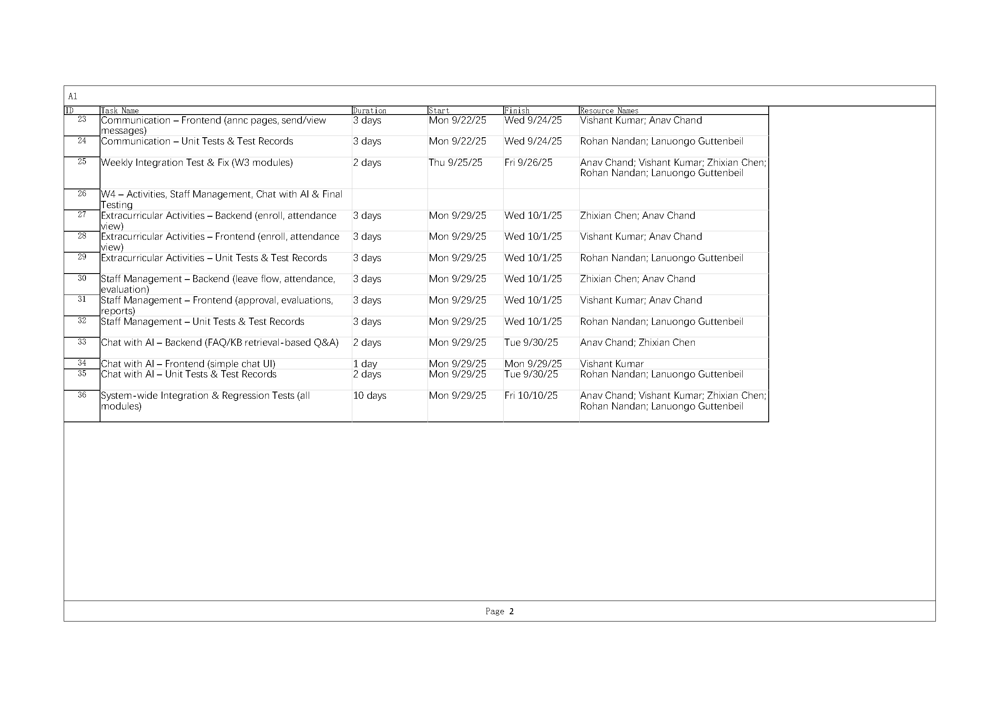 A1
ID Task Name Duration Start Finish Resource Names
23 Communication – Frontend (annc pages, send/view 3 days Mon 9/22/25 Wed 9/24/25 Vishant Kumar; Anav Chand
messages)
24 Communication – Unit Tests & Test Records 3 days Mon 9/22/25 Wed 9/24/25 Rohan Nandan; Lanuongo Guttenbeil
25 Weekly Integration Test & Fix (W3 modules) 2 days Thu 9/25/25 Fri 9/26/25 Anav Chand; Vishant Kumar; Zhixian Chen;
Rohan Nandan; Lanuongo Guttenbeil
26 W4 – Activities, Staff Management, Chat with AI & Final
Testing
27 Extracurricular Activities – Backend (enroll, attendance 3 days Mon 9/29/25 Wed 10/1/25 Zhixian Chen; Anav Chand
view)
28 Extracurricular Activities – Frontend (enroll, attendance 3 days Mon 9/29/25 Wed 10/1/25 Vishant Kumar; Anav Chand
view)
29 Extracurricular Activities – Unit Tests & Test Records 3 days Mon 9/29/25 Wed 10/1/25 Rohan Nandan; Lanuongo Guttenbeil
30 Staff Management – Backend (leave flow, attendance, 3 days Mon 9/29/25 Wed 10/1/25 Zhixian Chen; Anav Chand
evaluation)
31 Staff Management – Frontend (approval, evaluations, 3 days Mon 9/29/25 Wed 10/1/25 Vishant Kumar; Anav Chand
reports)
32 Staff Management – Unit Tests & Test Records 3 days Mon 9/29/25 Wed 10/1/25 Rohan Nandan; Lanuongo Guttenbeil
33 Chat with AI – Backend (FAQ/KB retrieval-based Q&A) 2 days Mon 9/29/25 Tue 9/30/25 Anav Chand; Zhixian Chen
34 Chat with AI – Frontend (simple chat UI) 1 day Mon 9/29/25 Mon 9/29/25 Vishant Kumar
35 Chat with AI – Unit Tests & Test Records 2 days Mon 9/29/25 Tue 9/30/25 Rohan Nandan; Lanuongo Guttenbeil
36 System-wide Integration & Regression Tests (all 10 days Mon 9/29/25 Fri 10/10/25 Anav Chand; Vishant Kumar; Zhixian Chen;
modules) Rohan Nandan; Lanuongo Guttenbeil
Page 2